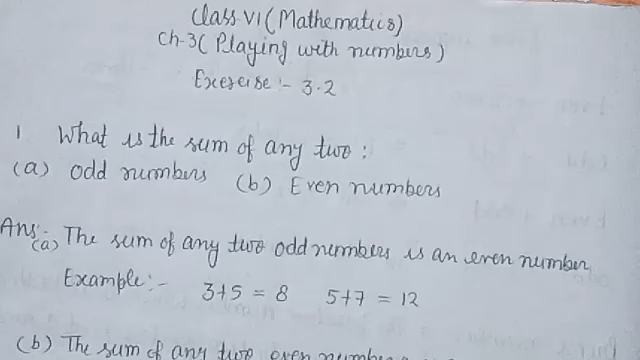 Class-VI (Mathematics)
Ch-3( Playing with numbers)
Exercise :- 3.2
1 What is the sum of any two :
(a) odd numbers (b) Even numbers
Ans:- (a) The sum of any two odd numbers is an even number.
Example:- 3+5 = 8 5+7 = 12
(b) The sum of any two even number